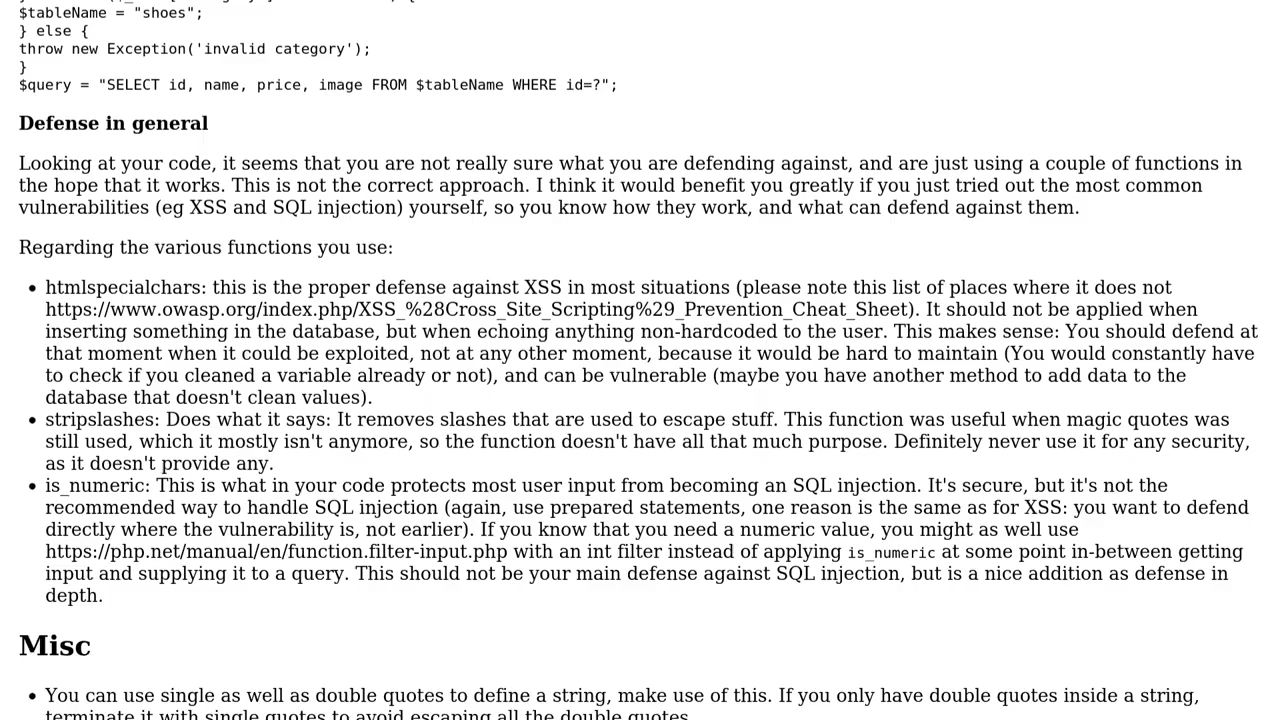 $tableName = "shoes";
} else {
throw new Exception('invalid category');
}
$query = "SELECT id, name, price, image FROM $tableName WHERE id=?";
Defense in general
Looking at your code, it seems that you are not really sure what you are defending against, and are just using a couple of functions in
the hope that it works. This is not the correct approach. I think it would benefit you greatly if you just tried out the most common
vulnerabilities (eg XSS and SQL injection) yourself, so you know how they work, and what can defend against them.
Regarding the various functions you use:
• htmlspecialchars: this is the proper defense against XSS in most situations (please note this list of places where it does not
https://www.owasp.org/index.php/XSS_%28Cross_Site_Scripting%29_Prevention_Cheat_Sheet). It should not be applied when
inserting something in the database, but when echoing anything non-hardcoded to the user. This makes sense: You should defend at
that moment when it could be exploited, not at any other moment, because it would be hard to maintain (You would constantly have
to check if you cleaned a variable already or not), and can be vulnerable (maybe you have another method to add data to the
database that doesn't clean values).
• stripslashes: Does what it says: It removes slashes that are used to escape stuff. This function was useful when magic quotes was
still used, which it mostly isn't anymore, so the function doesn't have all that much purpose. Definitely never use it for any security,
as it doesn't provide any.
• is_numeric: This is what in your code protects most user input from becoming an SQL injection. It's secure, but it's not the
recommended way to handle SQL injection (again, use prepared statements, one reason is the same as for XSS: you want to defend
directly where the vulnerability is, not earlier). If you know that you need a numeric value, you might as well use
https://php.net/manual/en/function.filter-input.php with an int filter instead of applying is_numeric at some point in-between getting
input and supplying it to a query. This should not be your main defense against SQL injection, but is a nice addition as defense in
depth.
Misc
• You can use single as well as double quotes to define a string, make use of this. If you only have double quotes inside a string,
terminate it with single quotes to avoid escaping all the double quotes.